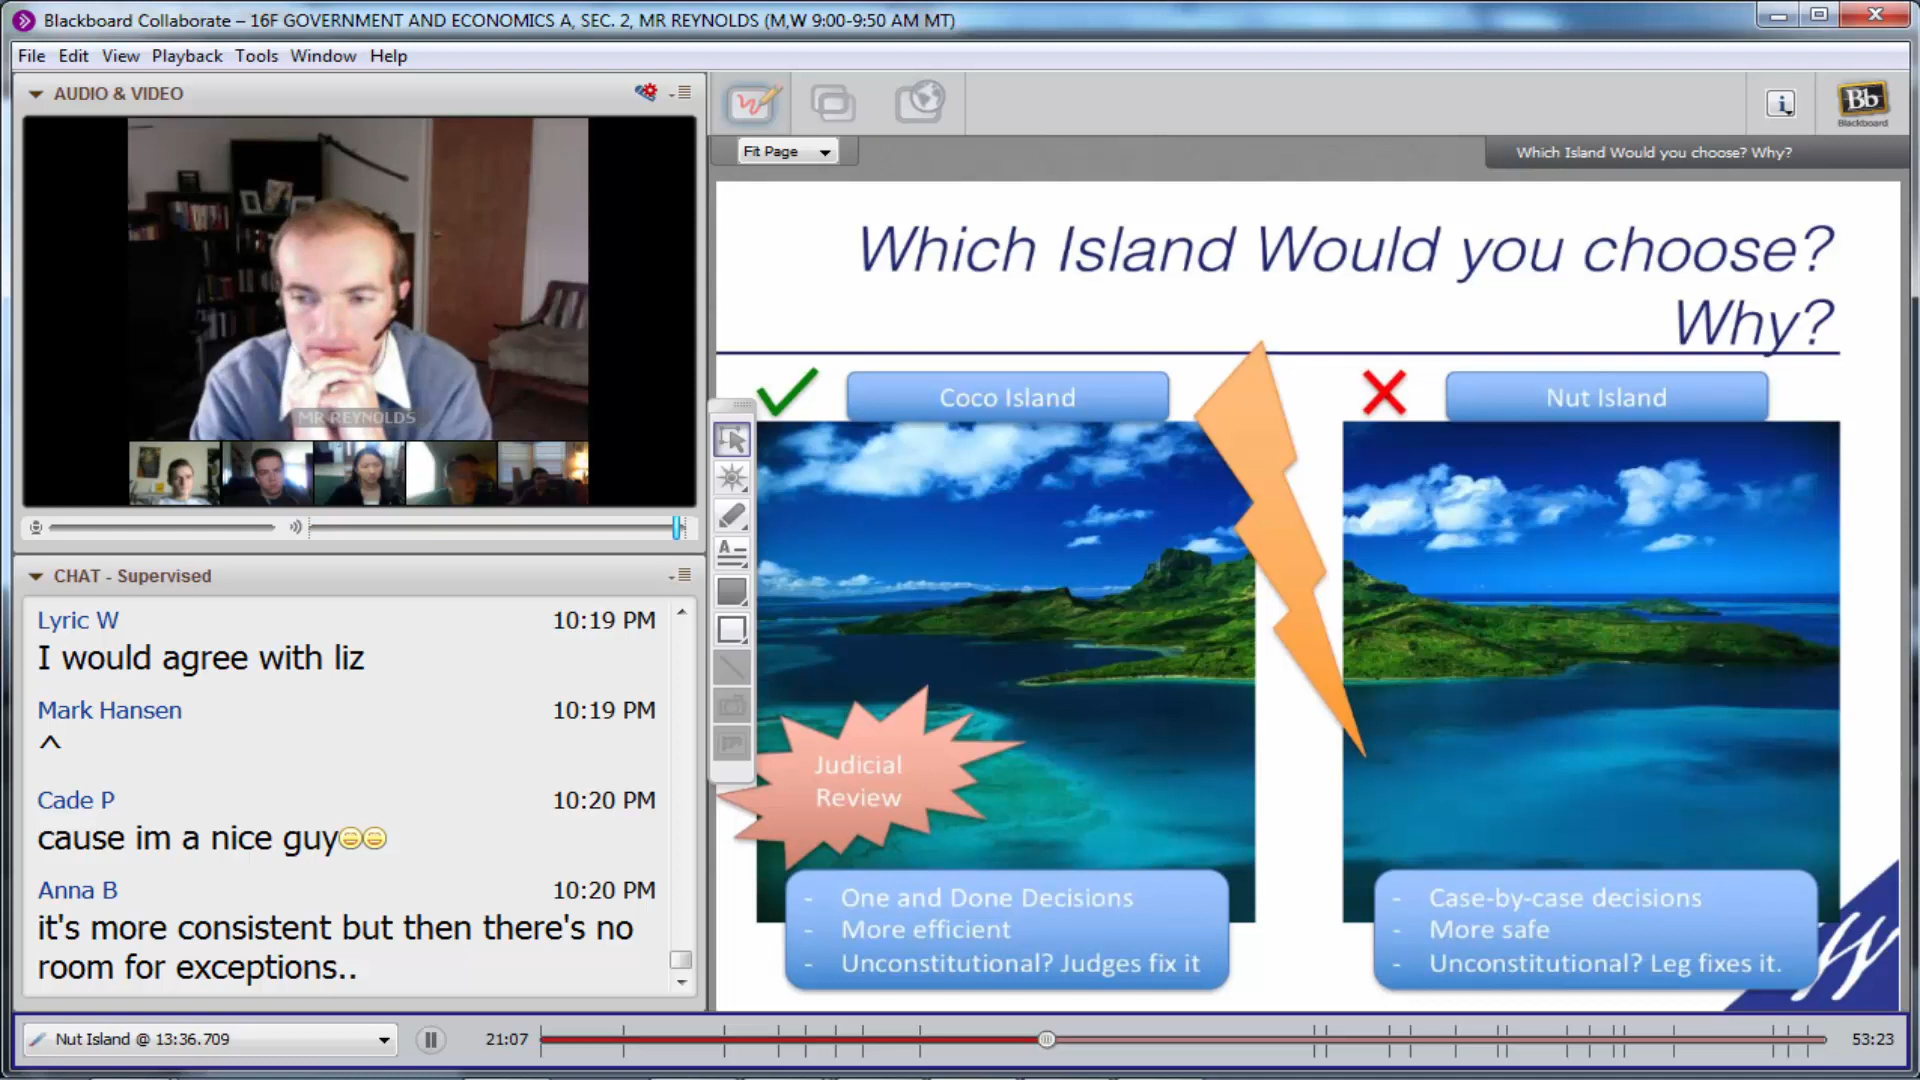 Blackboard Collaborate – 16F GOVERNMENT AND ECONOMICS A, SEC. 2, MR REYNOLDS (M,W 9:00-9:50 AM MT)
File Edit View Playback Tools Window Help
AUDIO & VIDEO
MR REYNOLDS
CHAT - Supervised
Lyric W 10:19 PM
I would agree with liz
Mark Hansen 10:19 PM
^
Cade P 10:20 PM
cause im a nice guy
Anna B 10:20 PM
it's more consistent but then there's no
room for exceptions..
Bb
Blackboard
Fit Page
Which Island Would you choose? Why?
Which Island Would you choose?
Why?
Coco Island
Nut Island
Judicial
Review
- One and Done Decisions
- More efficient
- Unconstitutional? Judges fix it
- Case-by-case decisions
- More safe
- Unconstitutional? Leg fixes it.
W
Nut Island @ 13:36.709
21:07
53:23